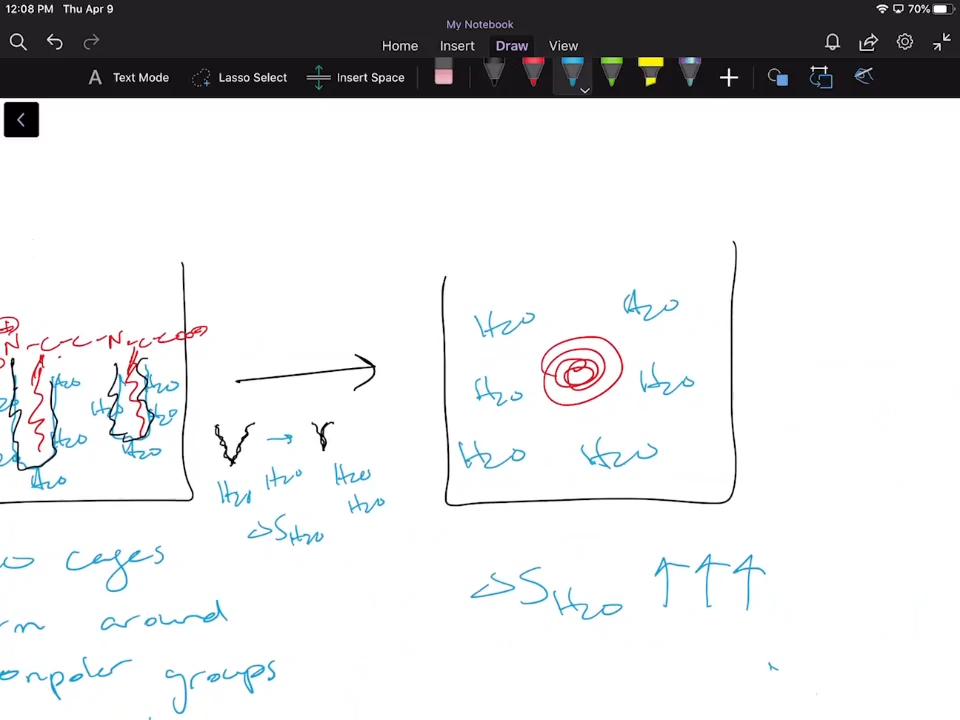 12:08 PM Thu Apr 9
70%
My Notebook
Home Insert Draw View
A Text Mode Lasso Select Insert Space
N-C-C-N-C-COO
H2O H2O
H2O H2O
H2O H2O
H2O H2O
H2O H2O
H2O H2O
H2O H2O
H2O H2O
H2O
ΔS H2O
cages
around
groups
ΔS H2O ↑↑↑